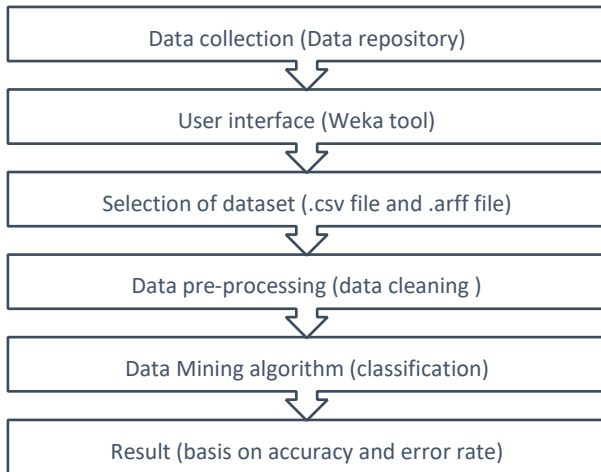 Data collection (Data repository)
User interface (Weka tool)
Selection of dataset (.csv file and .arff file)
Data pre-processing (data cleaning )
Data Mining algorithm (classification)
Result (basis on accuracy and error rate)